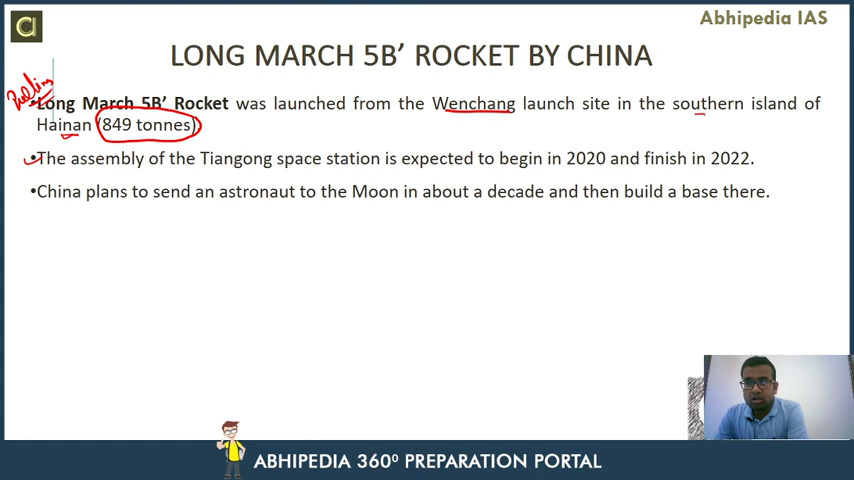 Abhipedia IAS
LONG MARCH 5B’ ROCKET BY CHINA
•Long March 5B’ Rocket was launched from the Wenchang launch site in the southern island of
Hainan (849 tonnes).
•The assembly of the Tiangong space station is expected to begin in 2020 and finish in 2022.
•China plans to send an astronaut to the Moon in about a decade and then build a base there.
ABHIPEDIA 360⁰ PREPARATION PORTAL